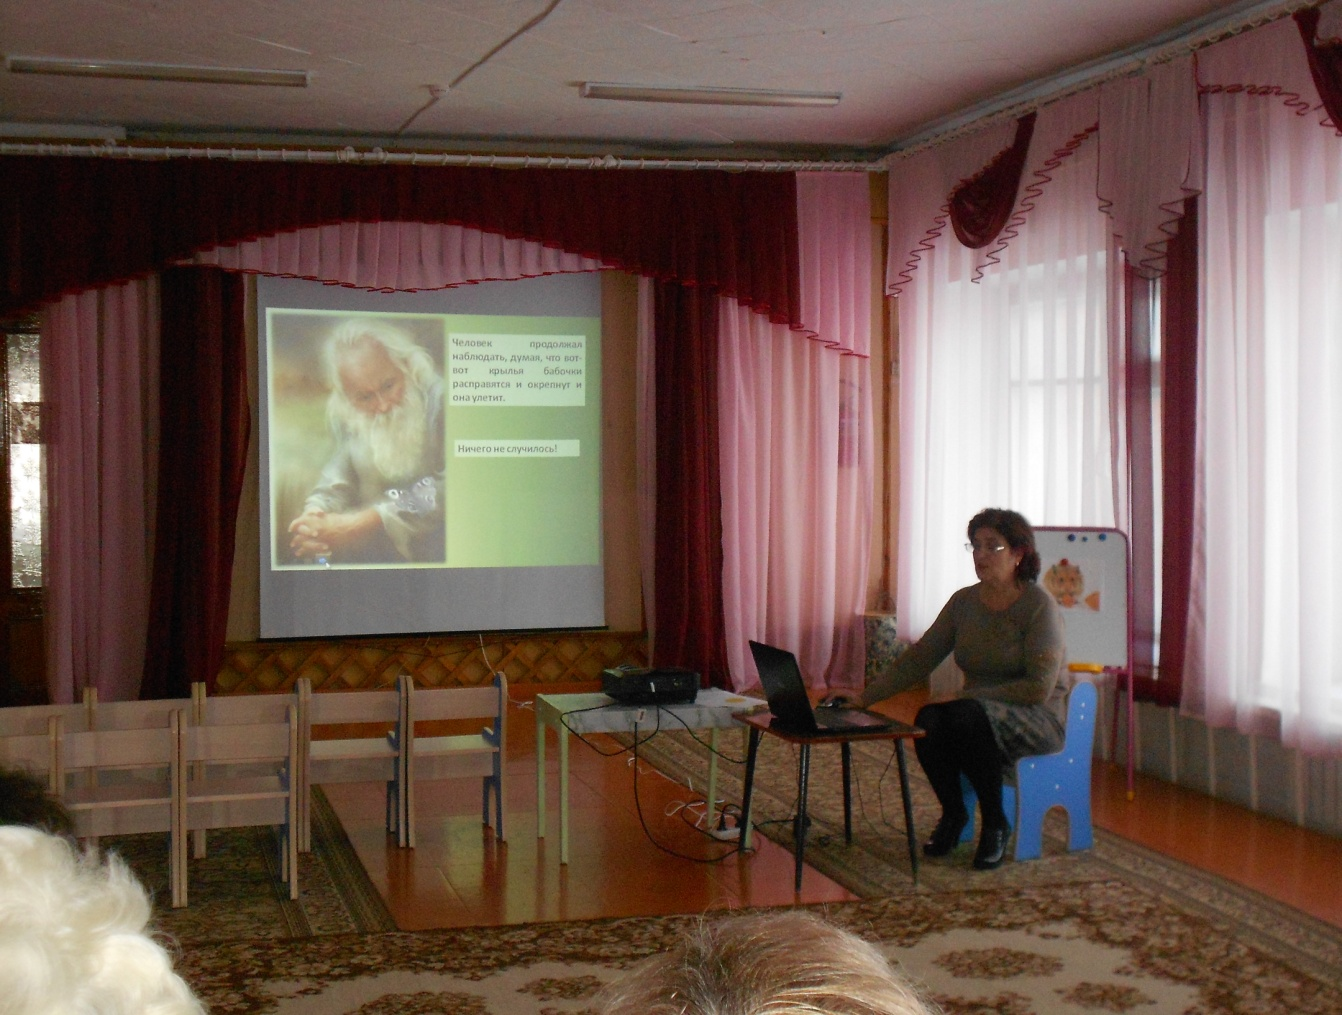 Человек продолжал
наблюдать, думая, что вот-
вот крылья бабочки
расправятся и окрепнут и
она улетит.
Ничего не случилось!